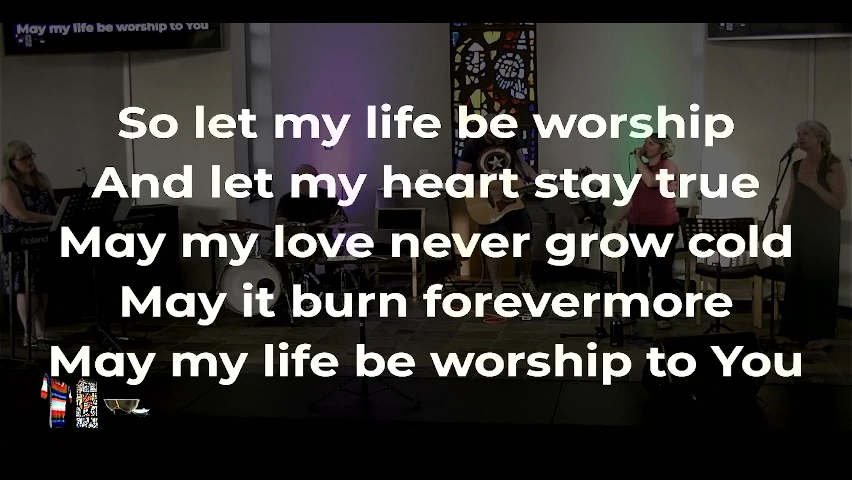 May my life be worship to You
So let my life be worship
And let my heart stay true
May my love never grow cold
May it burn forevermore
May my life be worship to You
Roland